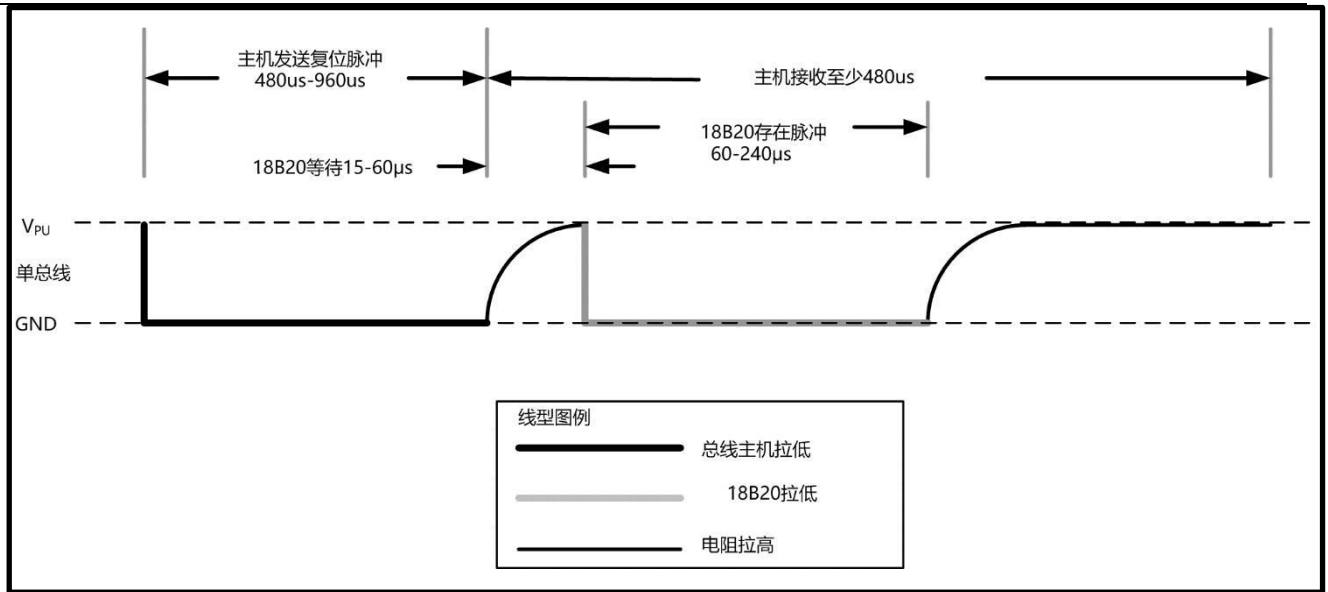 主机发送复位脉冲
480us-960us
主机接收至少480us
18B20存在脉冲
60-240μs
18B20等待15-60μs
VPU
单总线
GND
线型图例
总线主机拉低
18B20拉低
电阻拉高